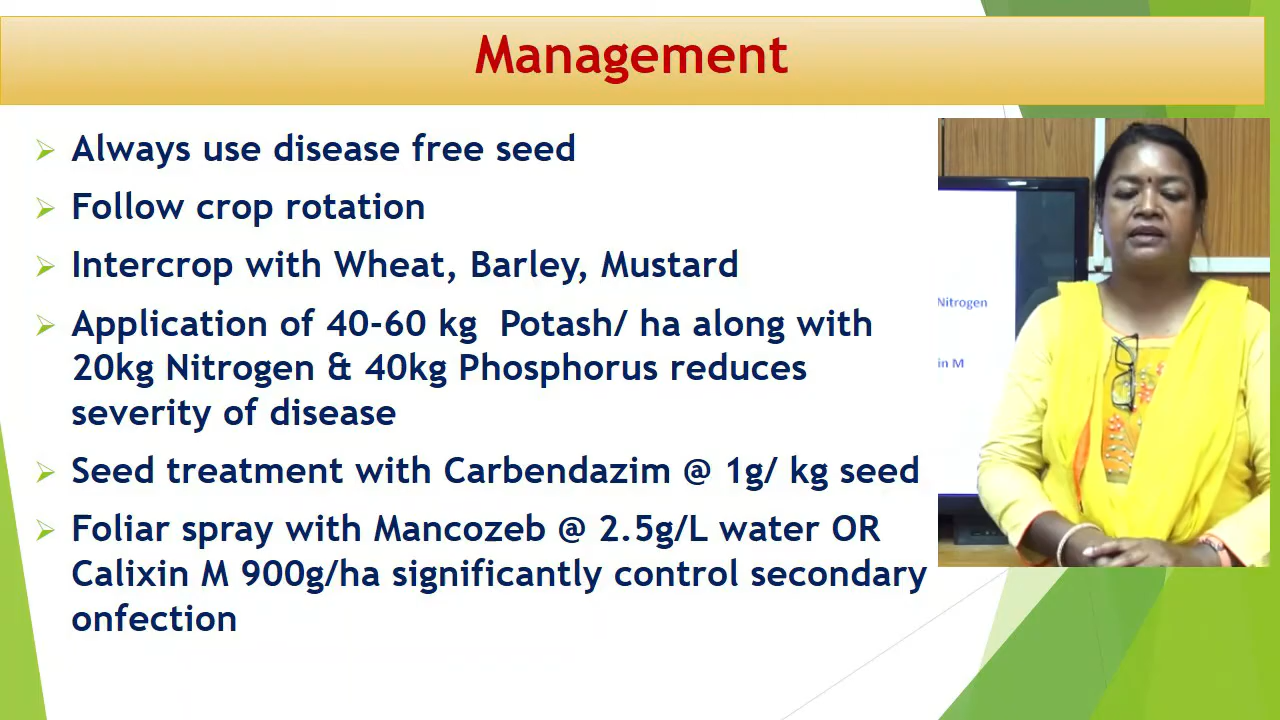 Management
Always use disease free seed
Follow crop rotation
Intercrop with Wheat, Barley, Mustard
Application of 40-60 kg Potash/ ha along with
20kg Nitrogen & 40kg Phosphorus reduces
severity of disease
Seed treatment with Carbendazim @ 1g/ kg seed
Foliar spray with Mancozeb @ 2.5g/L water OR
Calixin M 900g/ha significantly control secondary
onfection
Nitrogen
in M